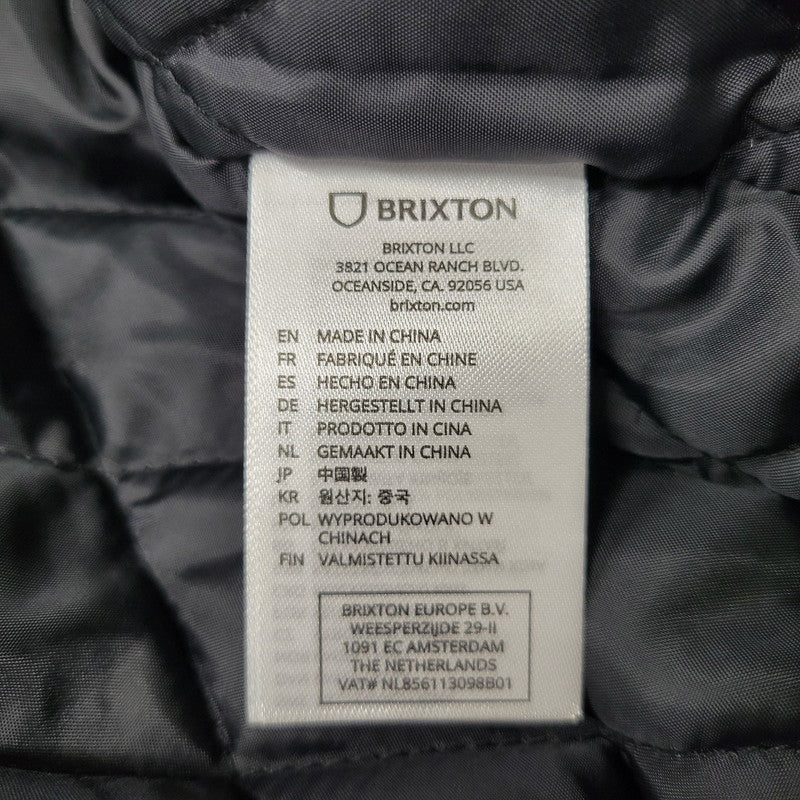 BRIXTON
BRIXTON LLC
3821 OCEAN RANCH BLVD.
OCEANSIDE, CA. 92056 USA
brixton.com
EN MADE IN CHINA
FR FABRIQUÉ EN CHINE
ES HECHO EN CHINA
DE HERGESTELLT IN CHINA
IT PRODOTTO IN CINA
NL GEMAAKT IN CHINA
JP 中国製
KR 원산지: 중국
POL WYPRODUKOWANO W
CHINACH
FIN VALMISTETTU KIINASSA
BRIXTON EUROPE B.V.
WEESPERZIJDE 29-II
1091 EC AMSTERDAM
THE NETHERLANDS
VAT# NL856113098B01